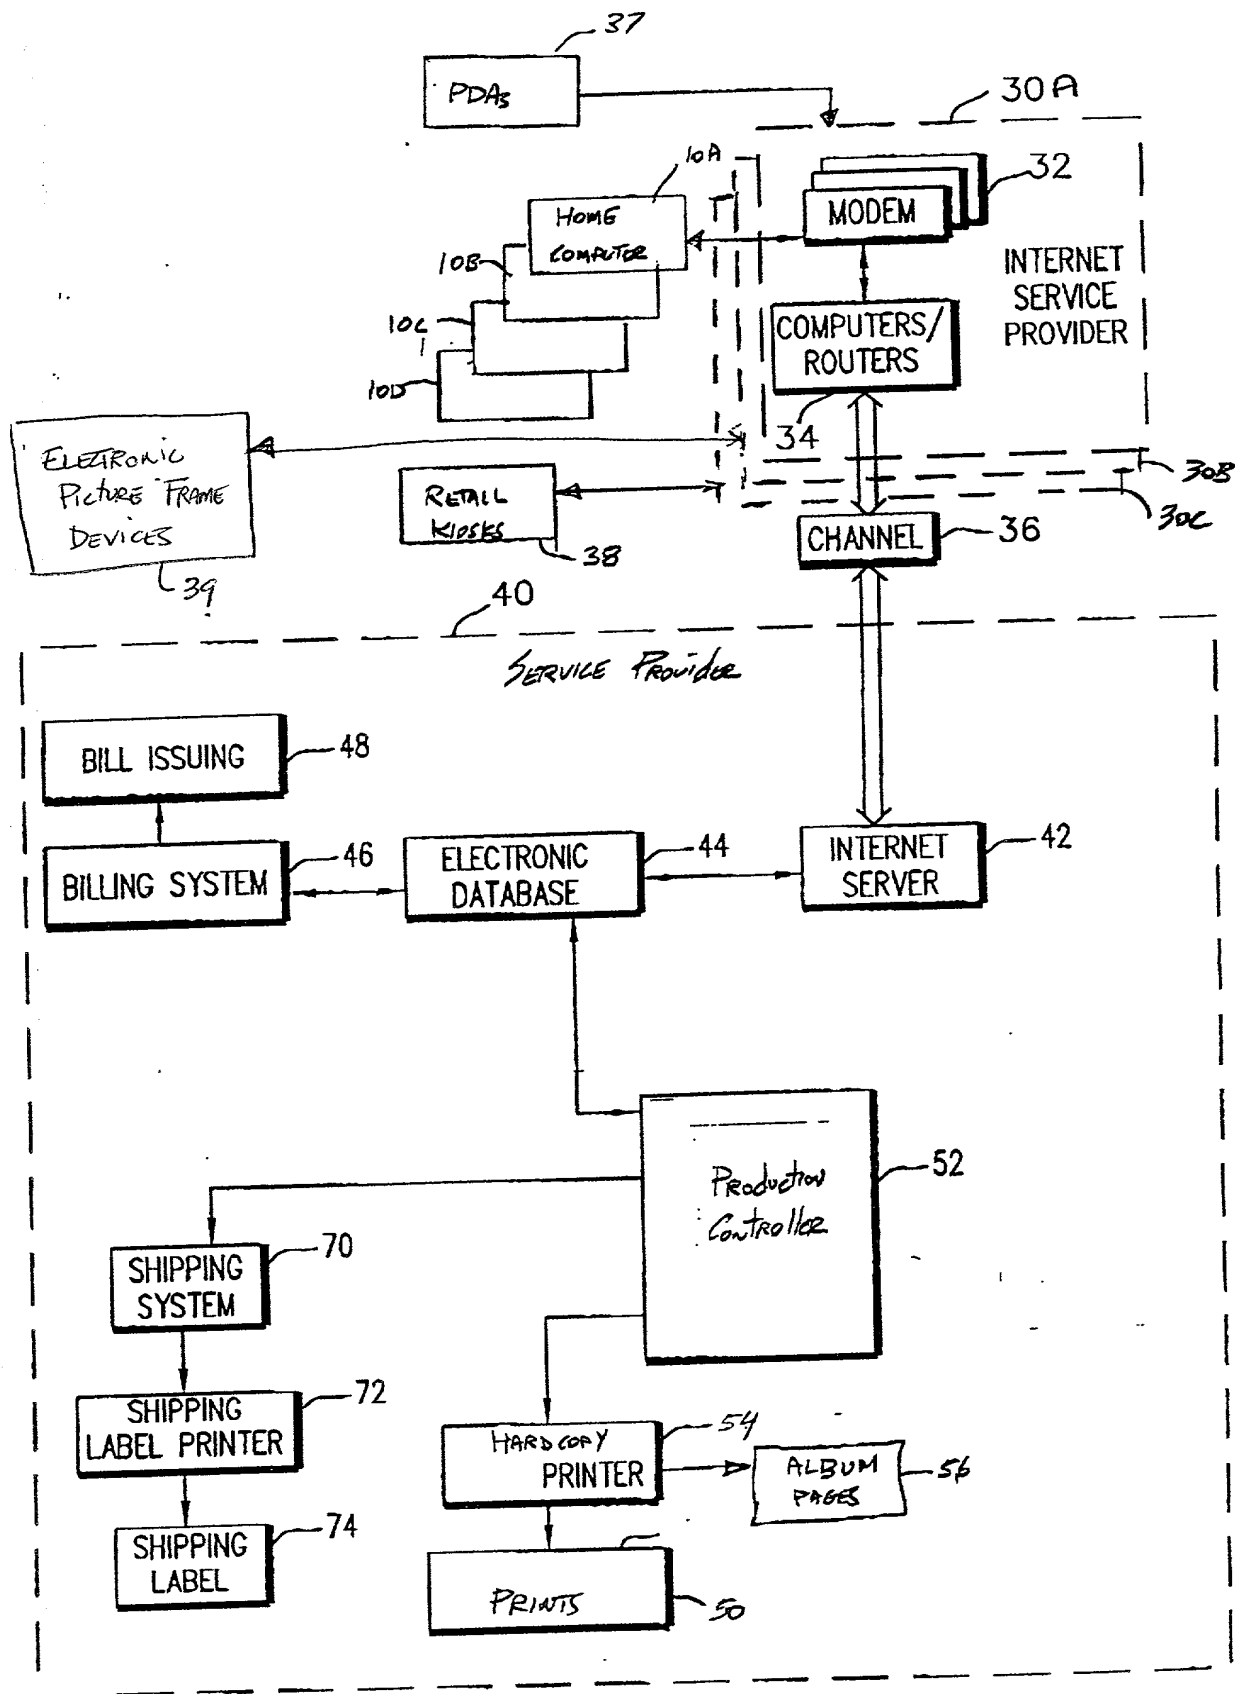 37
PDAs
30A
10A
32
HOME
COMPUTER
MODEM
10B
INTERNET
SERVICE
PROVIDER
10C
COMPUTERS/
ROUTERS
10D
34
ELECTRONIC
PICTURE FRAME
DEVICES
30B
RETAIL
KIOSKS
30C
38
CHANNEL
36
39
40
SERVICE PROVIDER
BILL ISSUING
48
BILLING SYSTEM
46
ELECTRONIC
DATABASE
44
INTERNET
SERVER
42
Production
Controller
52
SHIPPING
SYSTEM
70
SHIPPING
LABEL PRINTER
72
HARDCOPY
PRINTER
54
ALBUM
PAGES
56
SHIPPING
LABEL
74
PRINTS
50